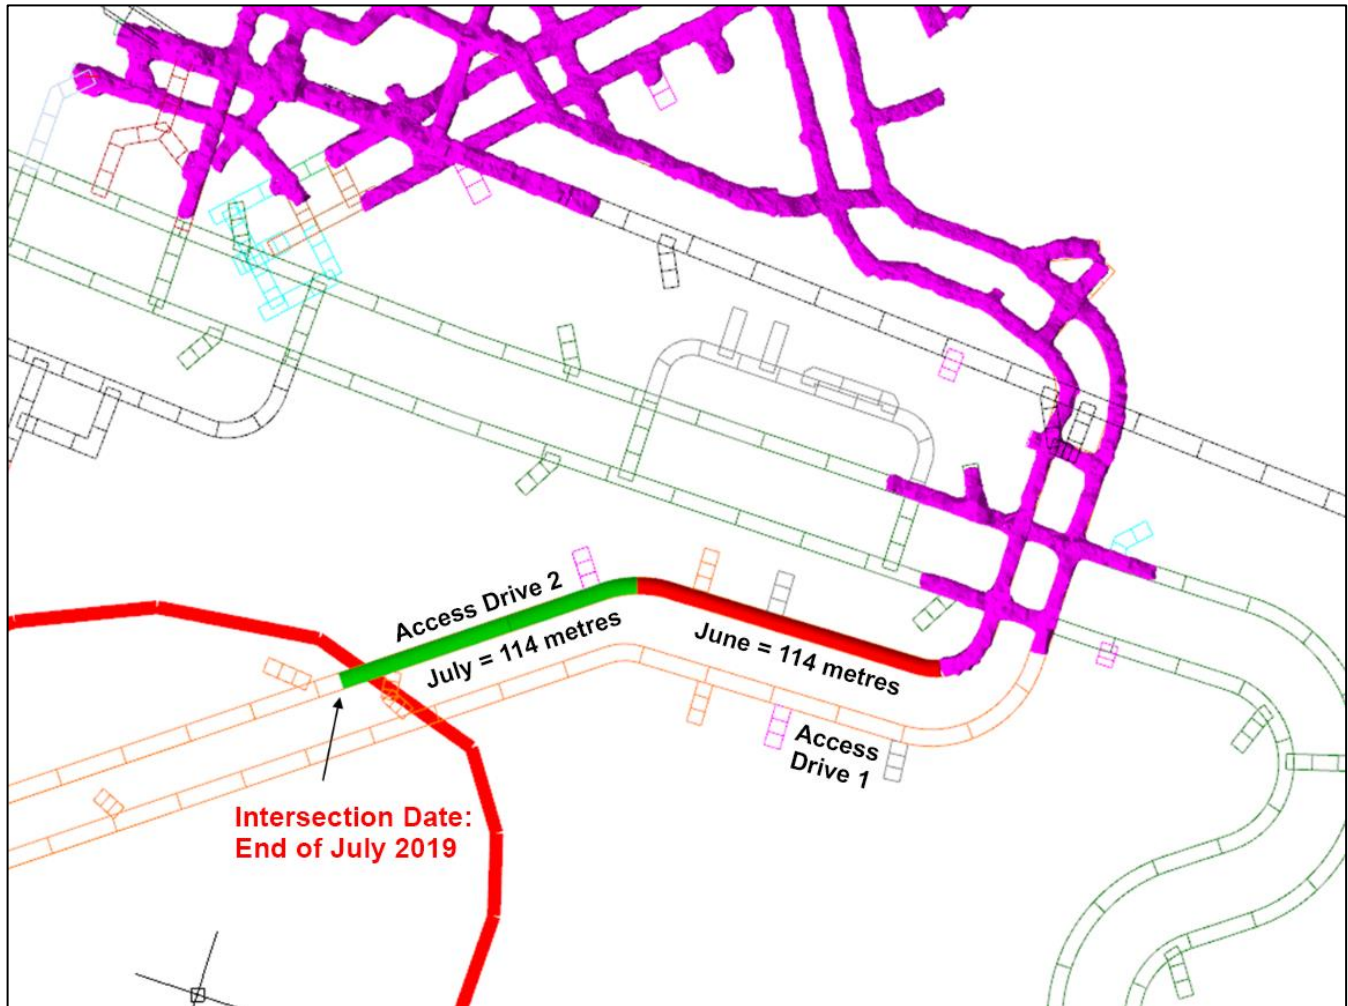 Access Drive 2
July = 114 metres
June = 114 metres
Access
Drive 1
Intersection Date:
End of July 2019